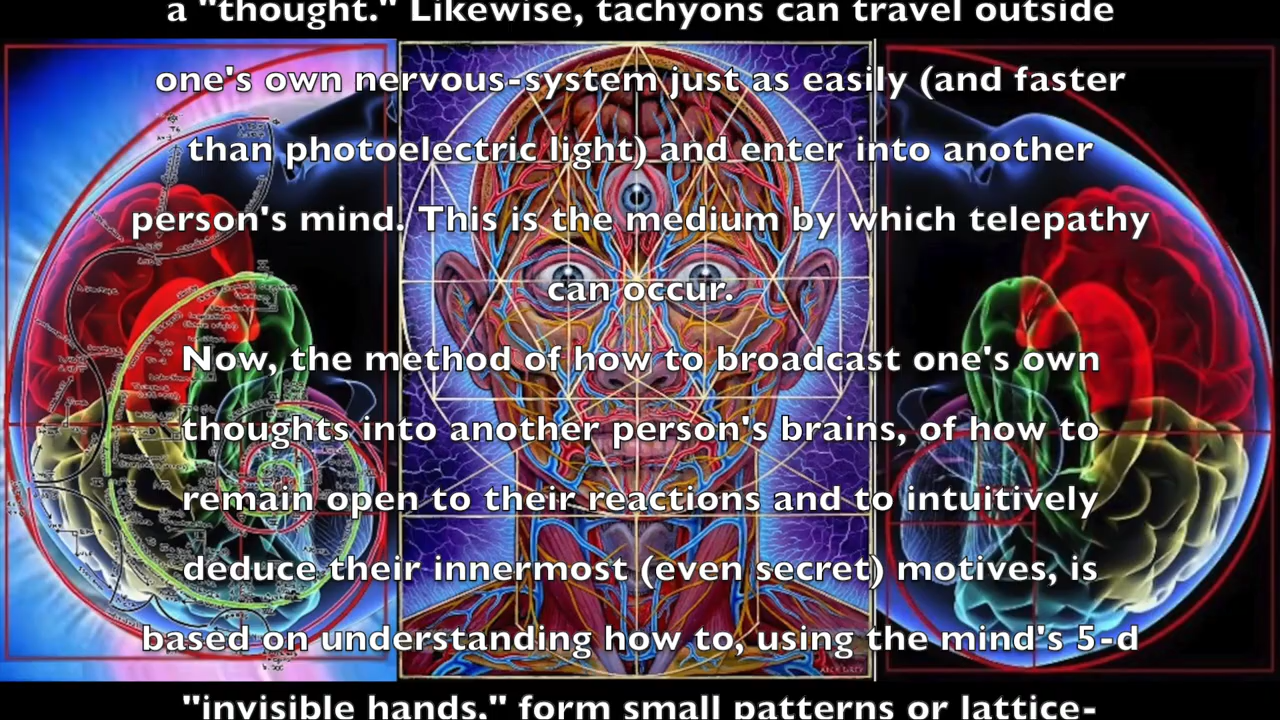 a "thought." Likewise, tachyons can travel outside
one's own nervous-system just as easily (and faster
than photoelectric light) and enter into another
person's mind. This is the medium by which telepathy
can occur.
Now, the method of how to broadcast one's own
thoughts into another person's brains, of how to
remain open to their reactions and to intuitively
deduce their innermost (even secret) motives, is
based on understanding how to, using the mind's 5-d
"invisible hands," form small patterns or lattice-